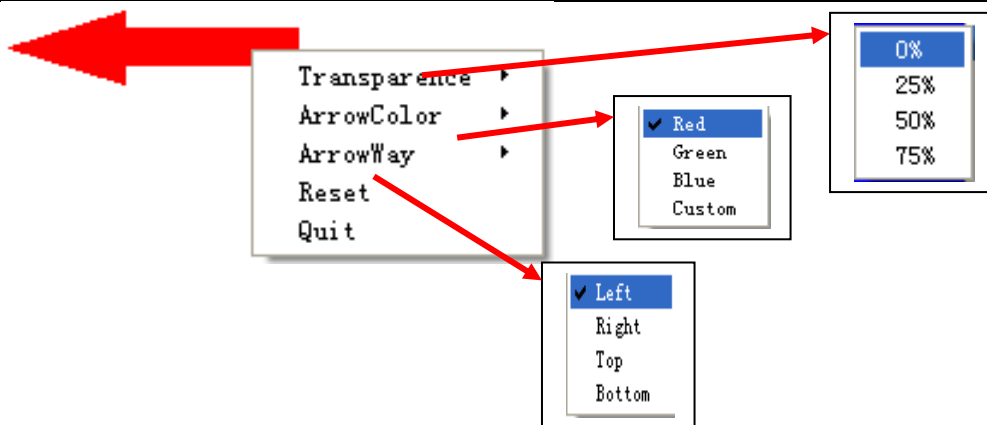 Transparence
ArrowColor
ArrowWay
Reset
Quit
0%
25%
50%
75%
Red
Green
Blue
Custom
Left
Right
Top
Bottom